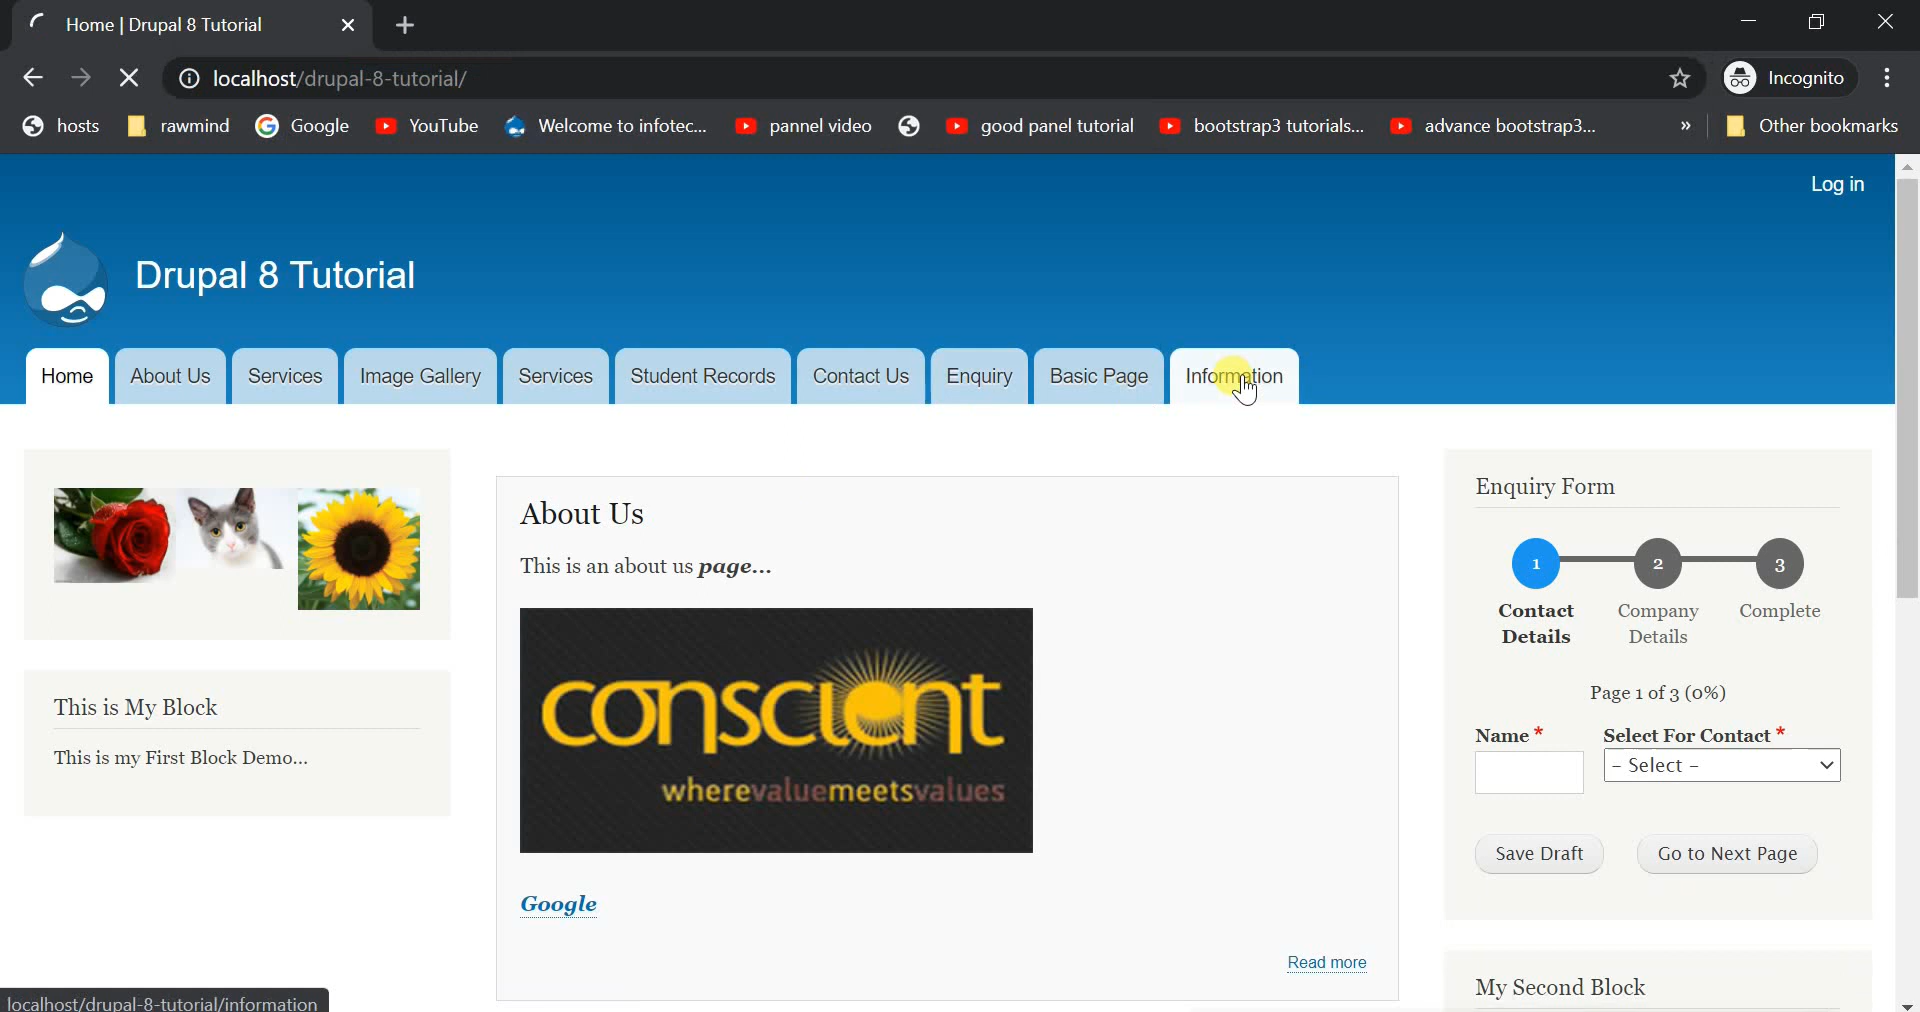 Home | Drupal 8 Tutorial
localhost/drupal-8-tutorial/
Incognito
hosts
rawmind
Google
YouTube
Welcome to infotec...
pannel video
good panel tutorial
bootstrap3 tutorials...
advance bootstrap3...
»
Other bookmarks
Log in
Drupal 8 Tutorial
Home
About Us
Services
Image Gallery
Services
Student Records
Contact Us
Enquiry
Basic Page
Information
This is My Block
This is my First Block Demo...
About Us
This is an about us page...
conscient
wherevaluemeetsvalues
Google
Read more
Enquiry Form
1
2
3
Contact
Details
Company
Details
Complete
Page 1 of 3 (0%)
Name *
Select For Contact *
- Select -
Save Draft
Go to Next Page
My Second Block
localhost/drupal-8-tutorial/information